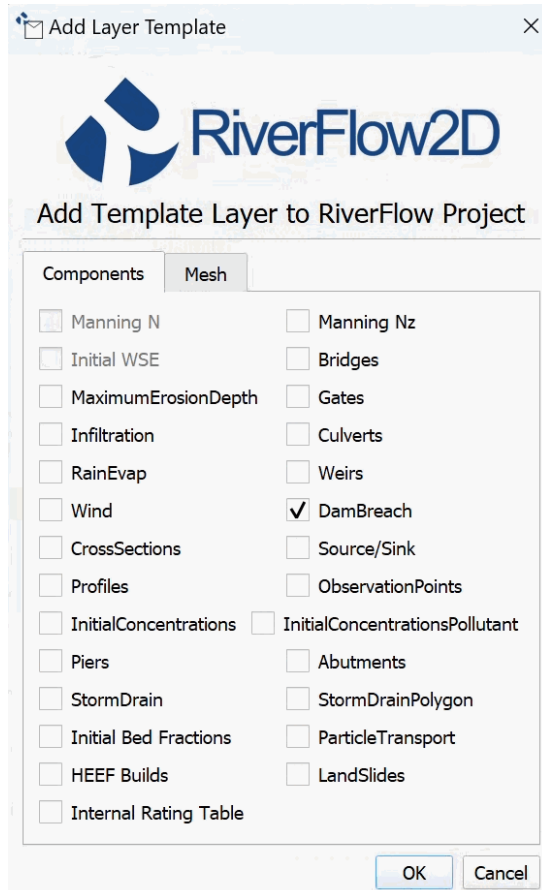 Add Layer Template
RiverFlow2D
Add Template Layer to RiverFlow Project
Components Mesh
Manning N Manning Nz
Initial WSE Bridges
MaximumErosionDepth Gates
Infiltration Culverts
RainEvap Weirs
Wind DamBreach
CrossSections Source/Sink
Profiles ObservationPoints
InitialConcentrations InitialConcentrationsPollutant
Piers Abutments
StormDrain StormDrainPolygon
Initial Bed Fractions ParticleTransport
HEEF Builds LandSlides
Internal Rating Table
OK Cancel